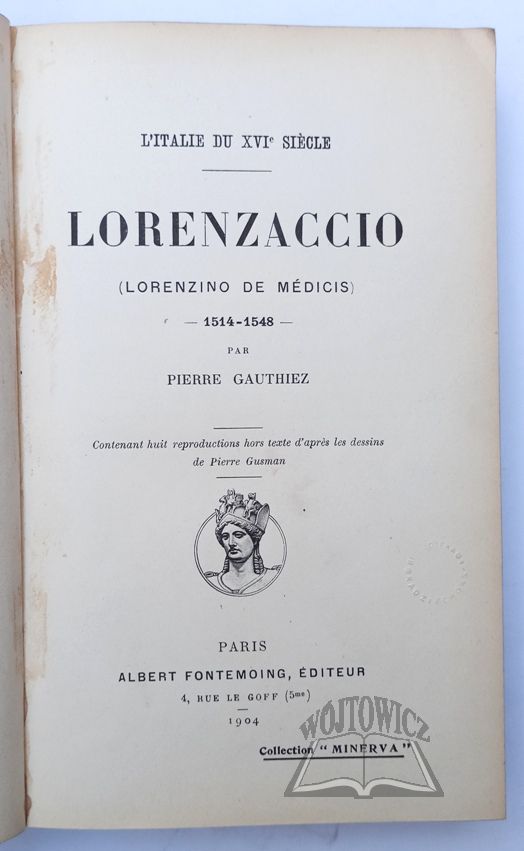 L'ITALIE DU XVIe SIÈCLE
LORENZACCIO
(LORENZINO DE MÉDICIS)
— 1514-1548 —
PAR
PIERRE GAUTHIEZ
Contenant huit reproductions hors texte d'après les dessins
de Pierre Gusman
PARIS
ALBERT FONTEMOING, ÉDITEUR
4, RUE LE GOFF (5me)
1904
Collection "MINERVA"
WÓJTOWICZ